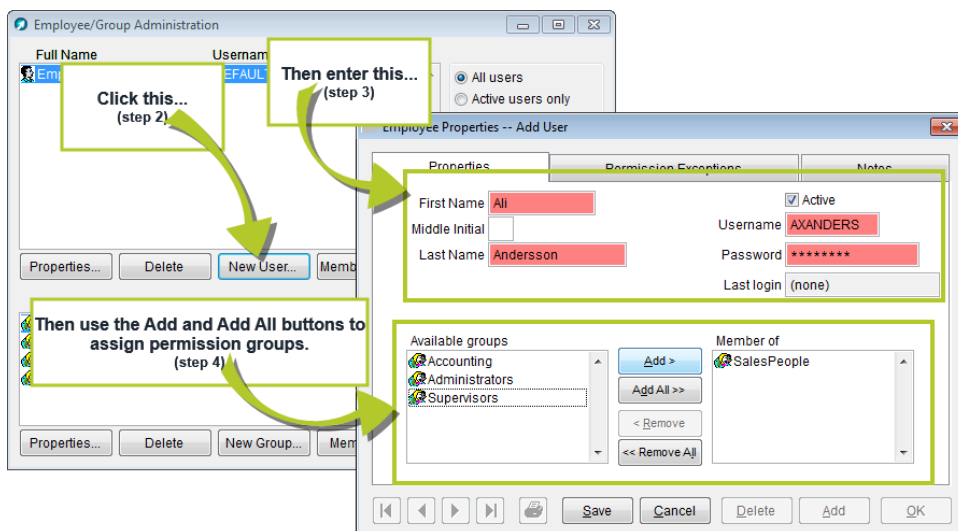 Employee/Group Administration
Full Name
Click this...
(step 2)
Then enter this...
(step 3)
All users
Active users only
Employee Properties -- Add User
Properties
Permission Exceptions
Notes
First Name Ali
Active
Middle Initial
Username AXANDERS
Last Name Andersson
Password ********
Last login (none)
Properties... Delete New User...
Then use the Add and Add All buttons to
assign permission groups.
(step 4)
Available groups
Member of
Accounting
Administrators
Supervisors
Add >
Add All >>
< Remove
<< Remove All
SalesPeople
Properties... Delete New Group...
Save Cancel Delete Add OK